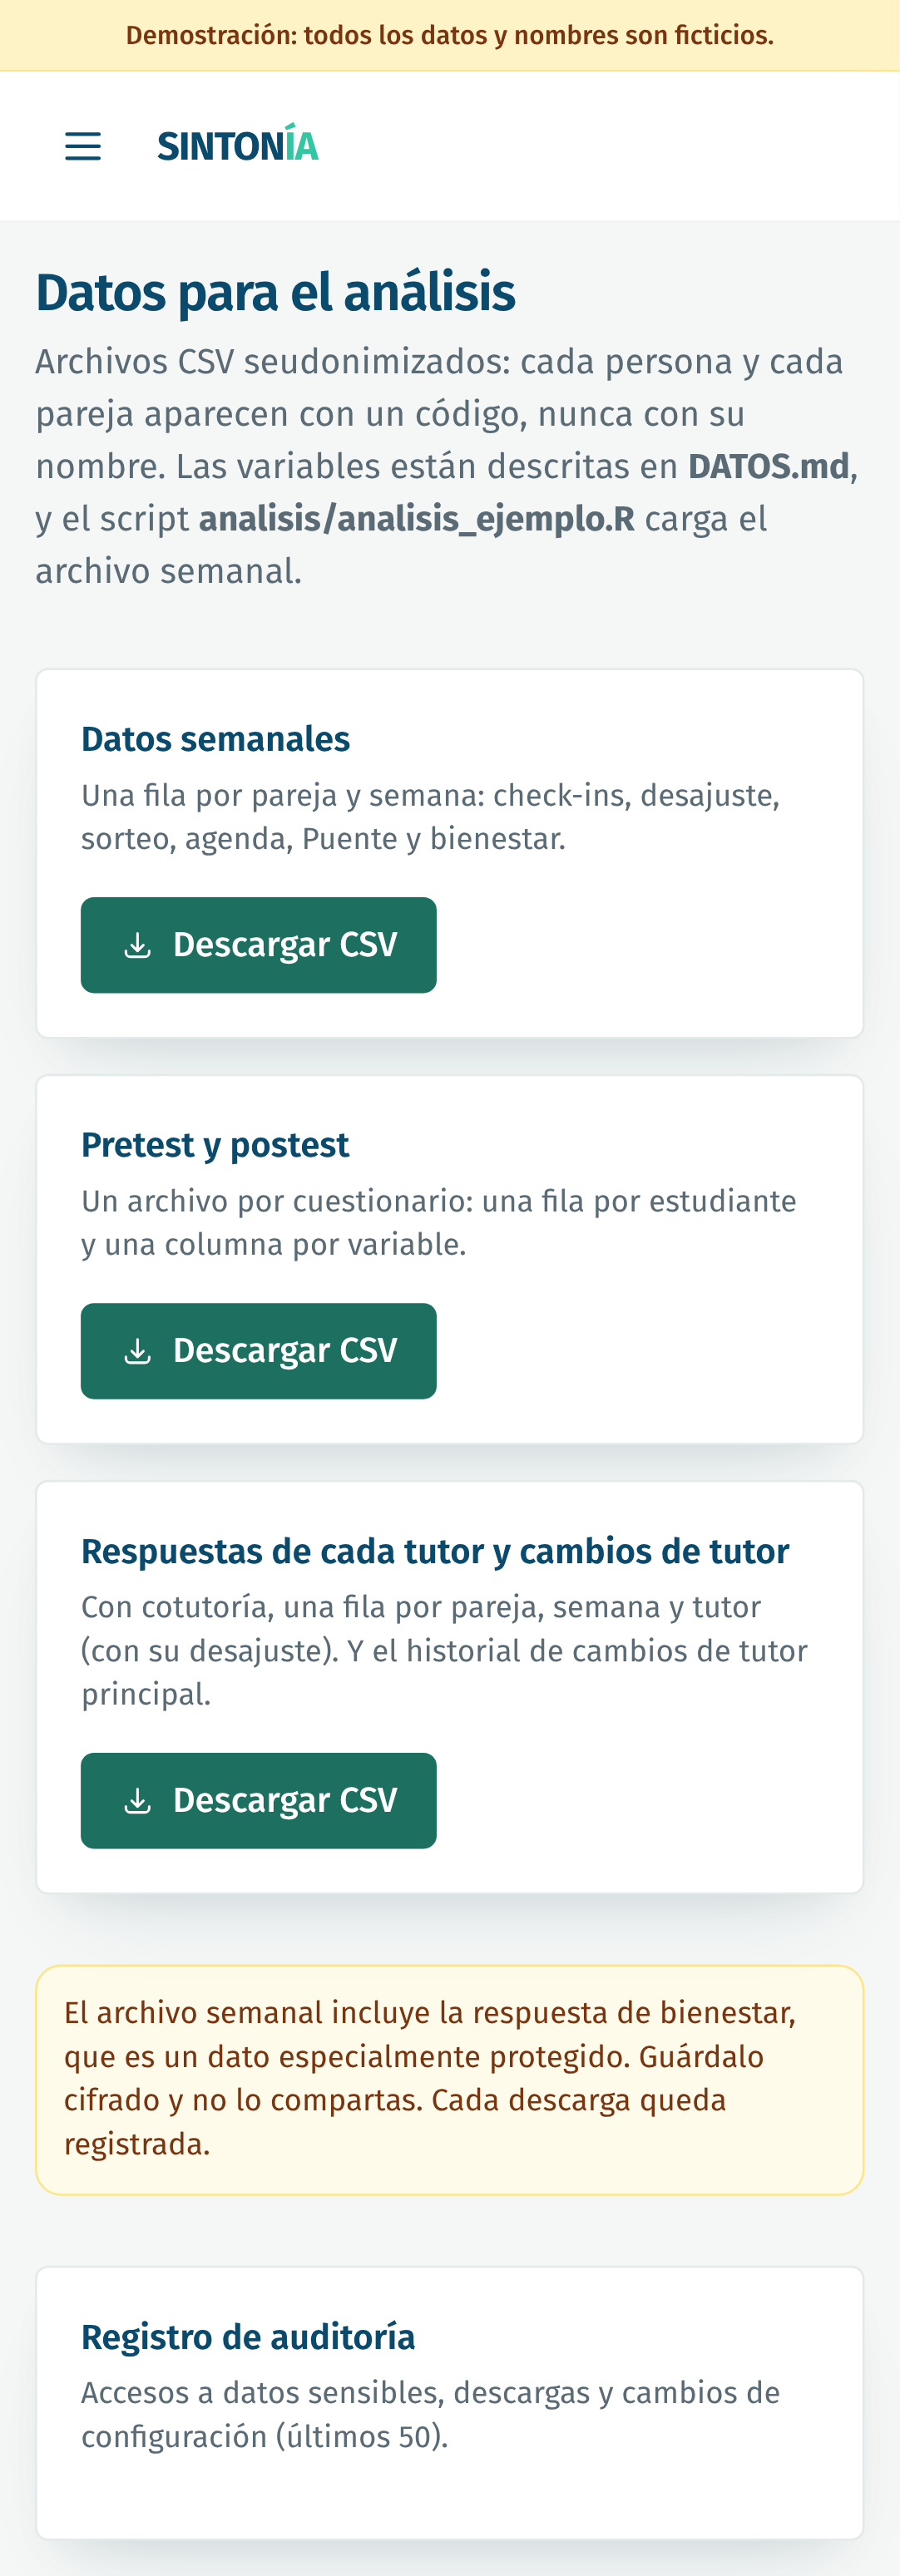 Demostración: todos los datos y nombres son ficticios.
SINTONÍA
Datos para el análisis
Archivos CSV seudonimizados: cada persona y cada
pareja aparecen con un código, nunca con su
nombre. Las variables están descritas en DATOS.md,
y el script analisis/analisis_ejemplo.R carga el
archivo semanal.
Datos semanales
Una fila por pareja y semana: check-ins, desajuste,
sorteo, agenda, Puente y bienestar.
Descargar CSV
Pretest y postest
Un archivo por cuestionario: una fila por estudiante
y una columna por variable.
Descargar CSV
Respuestas de cada tutor y cambios de tutor
Con cotutoría, una fila por pareja, semana y tutor
(con su desajuste). Y el historial de cambios de tutor
principal.
Descargar CSV
El archivo semanal incluye la respuesta de bienestar,
que es un dato especialmente protegido. Guárdalo
cifrado y no lo compartas. Cada descarga queda
registrada.
Registro de auditoría
Accesos a datos sensibles, descargas y cambios de
configuración (últimos 50).